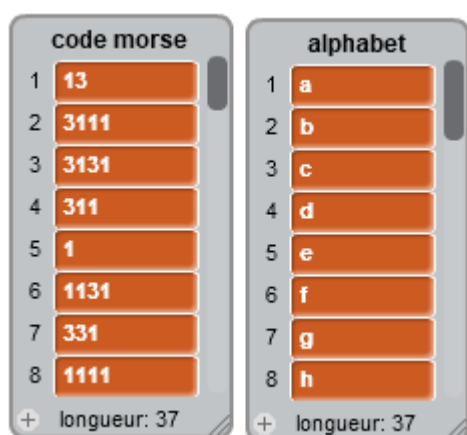 code morse
1 13
2 3111
3 3131
4 311
5 1
6 1131
7 331
8 1111
+ longueur: 37
alphabet
1 a
2 b
3 c
4 d
5 e
6 f
7 g
8 h
+ longueur: 37